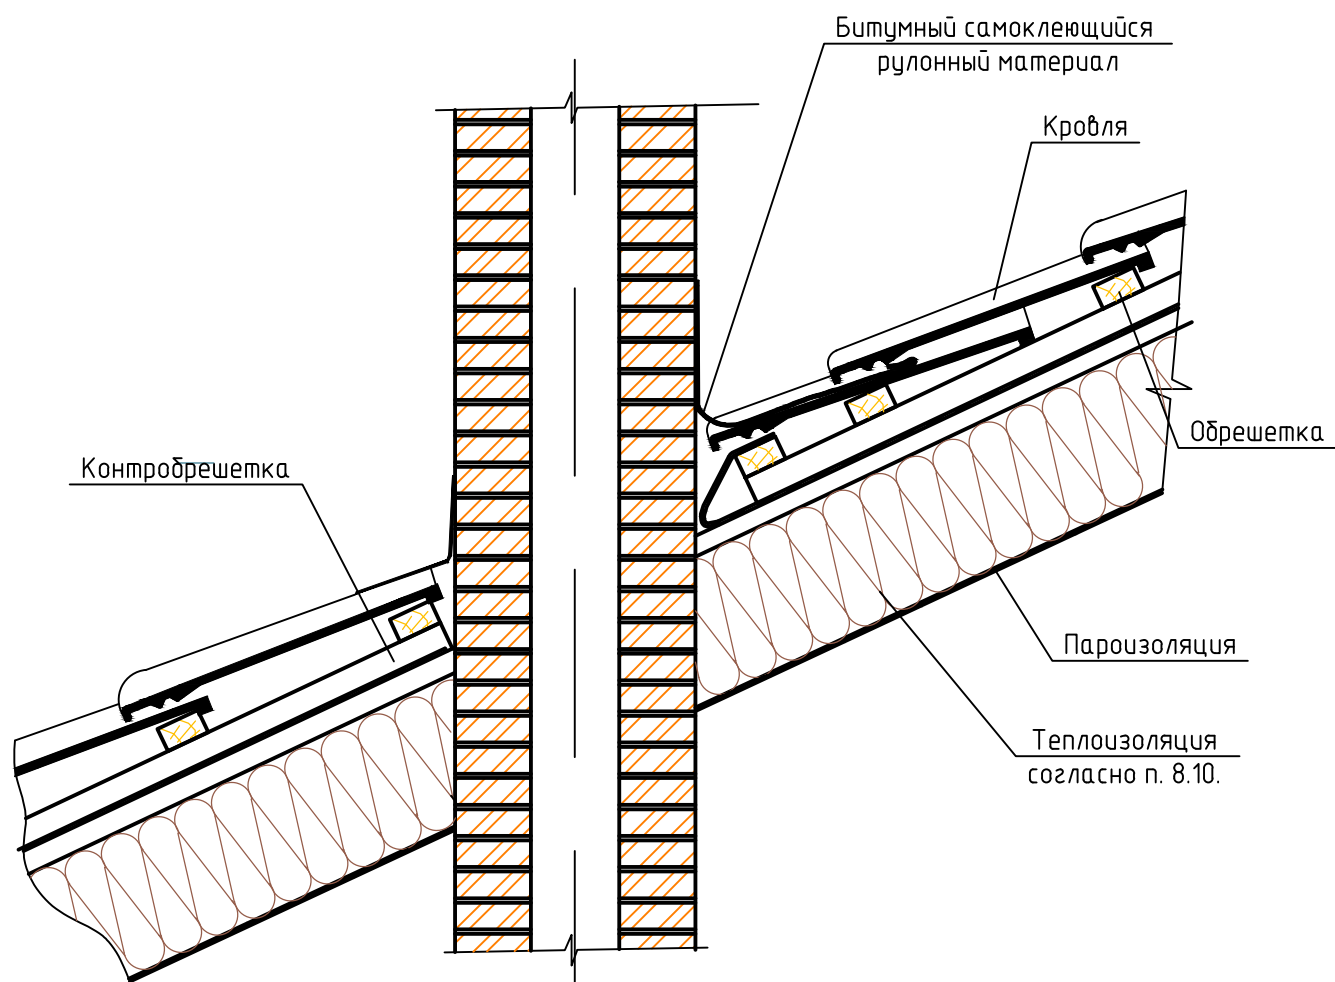 Битумный самоклеющийся
рулонный материал
Кровля
Обрешетка
Контробрешетка
Пароизоляция
Теплоизоляция
согласно п. 8.10.